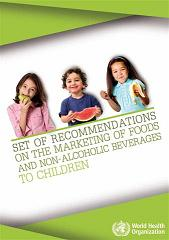 SET OF RECOMMENDATIONS
ON THE MARKETING OF FOODS
AND NON-ALCOHOLIC BEVERAGES
TO CHILDREN
World Health
Organization